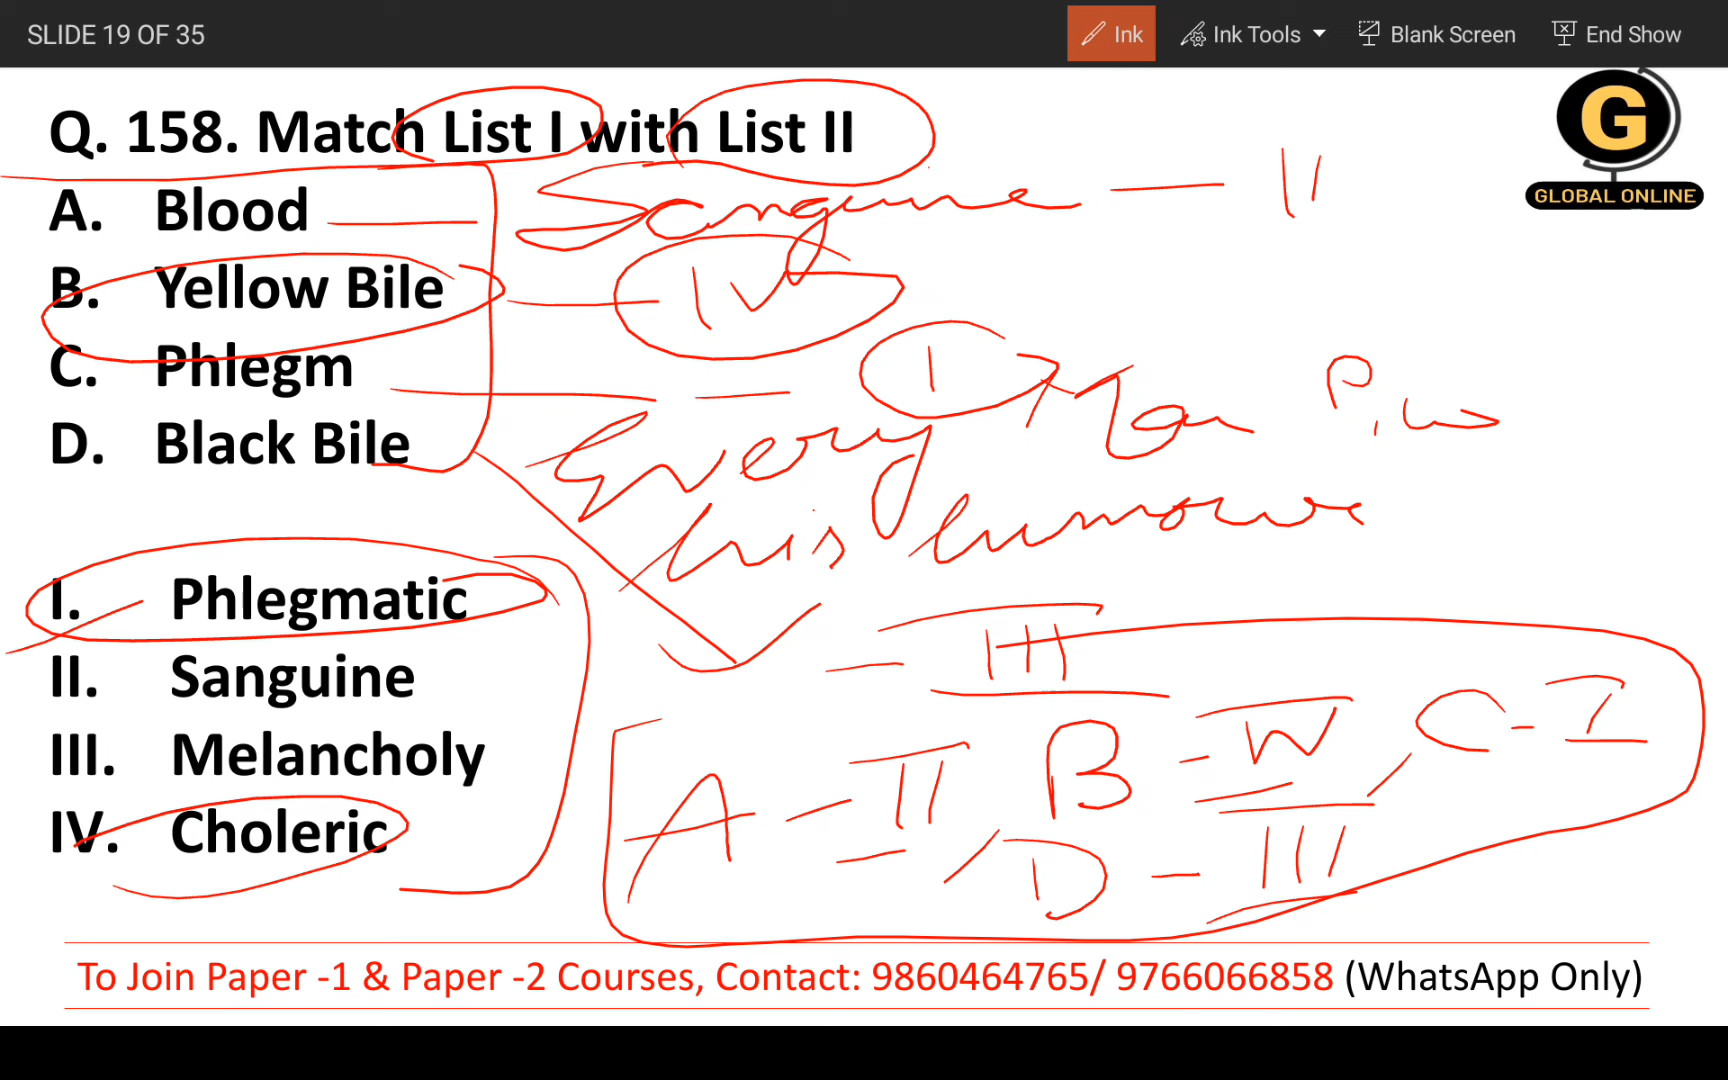 SLIDE 19 OF 35 Ink Ink Tools Blank Screen End Show
Q. 158. Match List I with List II
G
GLOBAL ONLINE
A. Blood Sanguine — II
B. Yellow Bile — IV
C. Phlegm — I
Every Man in
D. Black Bile
his humour
I. Phlegmatic
— III
II. Sanguine
III. Melancholy
A - II B - IV, C - I
IV. Choleric
, D - III
To Join Paper -1 & Paper -2 Courses, Contact: 9860464765/ 9766066858 (WhatsApp Only)